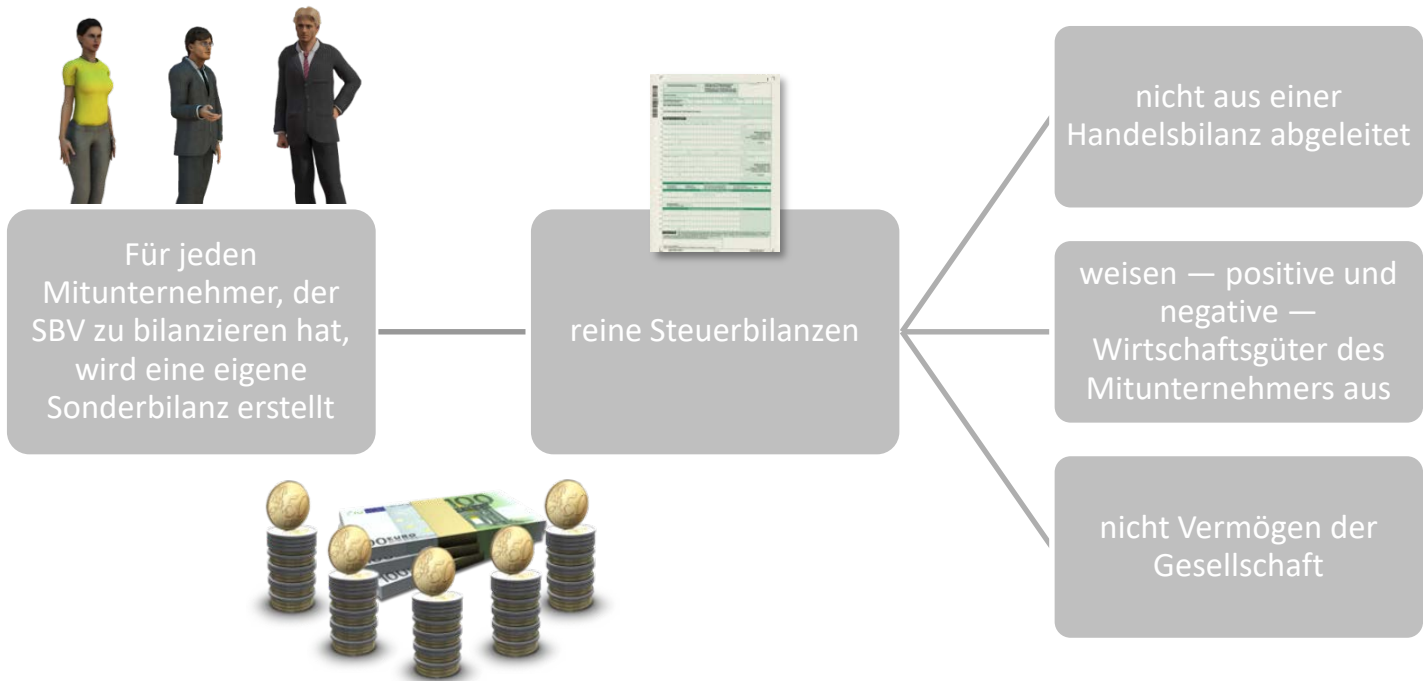 Für jeden
Mitunternehmer, der
SBV zu bilanzieren hat,
wird eine eigene
Sonderbilanz erstellt
reine Steuerbilanzen
nicht aus einer
Handelsbilanz abgeleitet
weisen — positive und
negative —
Wirtschaftsgüter des
Mitunternehmers aus
nicht Vermögen der
Gesellschaft